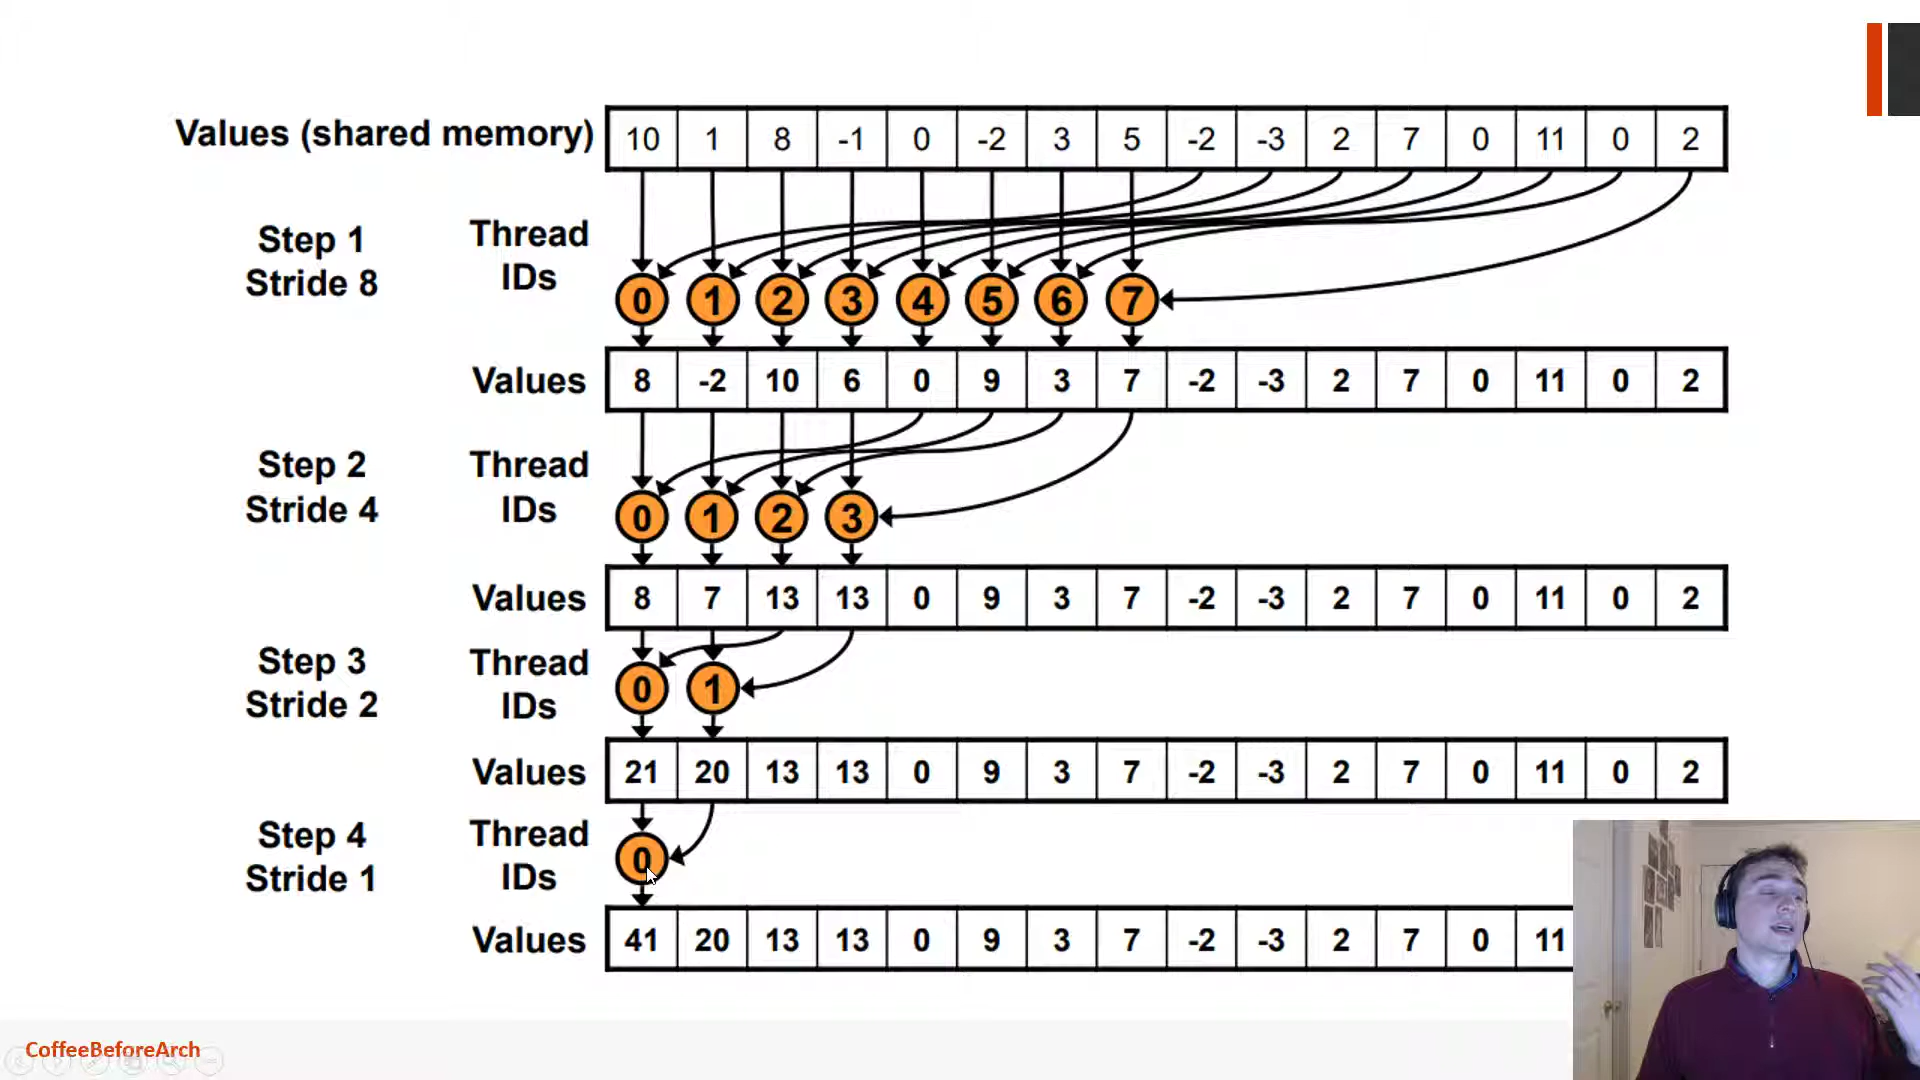 Values (shared memory) 10 1 8 -1 0 -2 3 5 -2 -3 2 7 0 11 0 2
Step 1 Thread
Stride 8 IDs
0 1 2 3 4 5 6 7
Values 8 -2 10 6 0 9 3 7 -2 -3 2 7 0 11 0 2
Step 2 Thread
Stride 4 IDs
0 1 2 3
Values 8 7 13 13 0 9 3 7 -2 -3 2 7 0 11 0 2
Step 3 Thread
Stride 2 IDs
0 1
Values 21 20 13 13 0 9 3 7 -2 -3 2 7 0 11 0 2
Step 4 Thread
Stride 1 IDs
0
Values 41 20 13 13 0 9 3 7 -2 -3 2 7 0 11
CoffeeBeforeArch